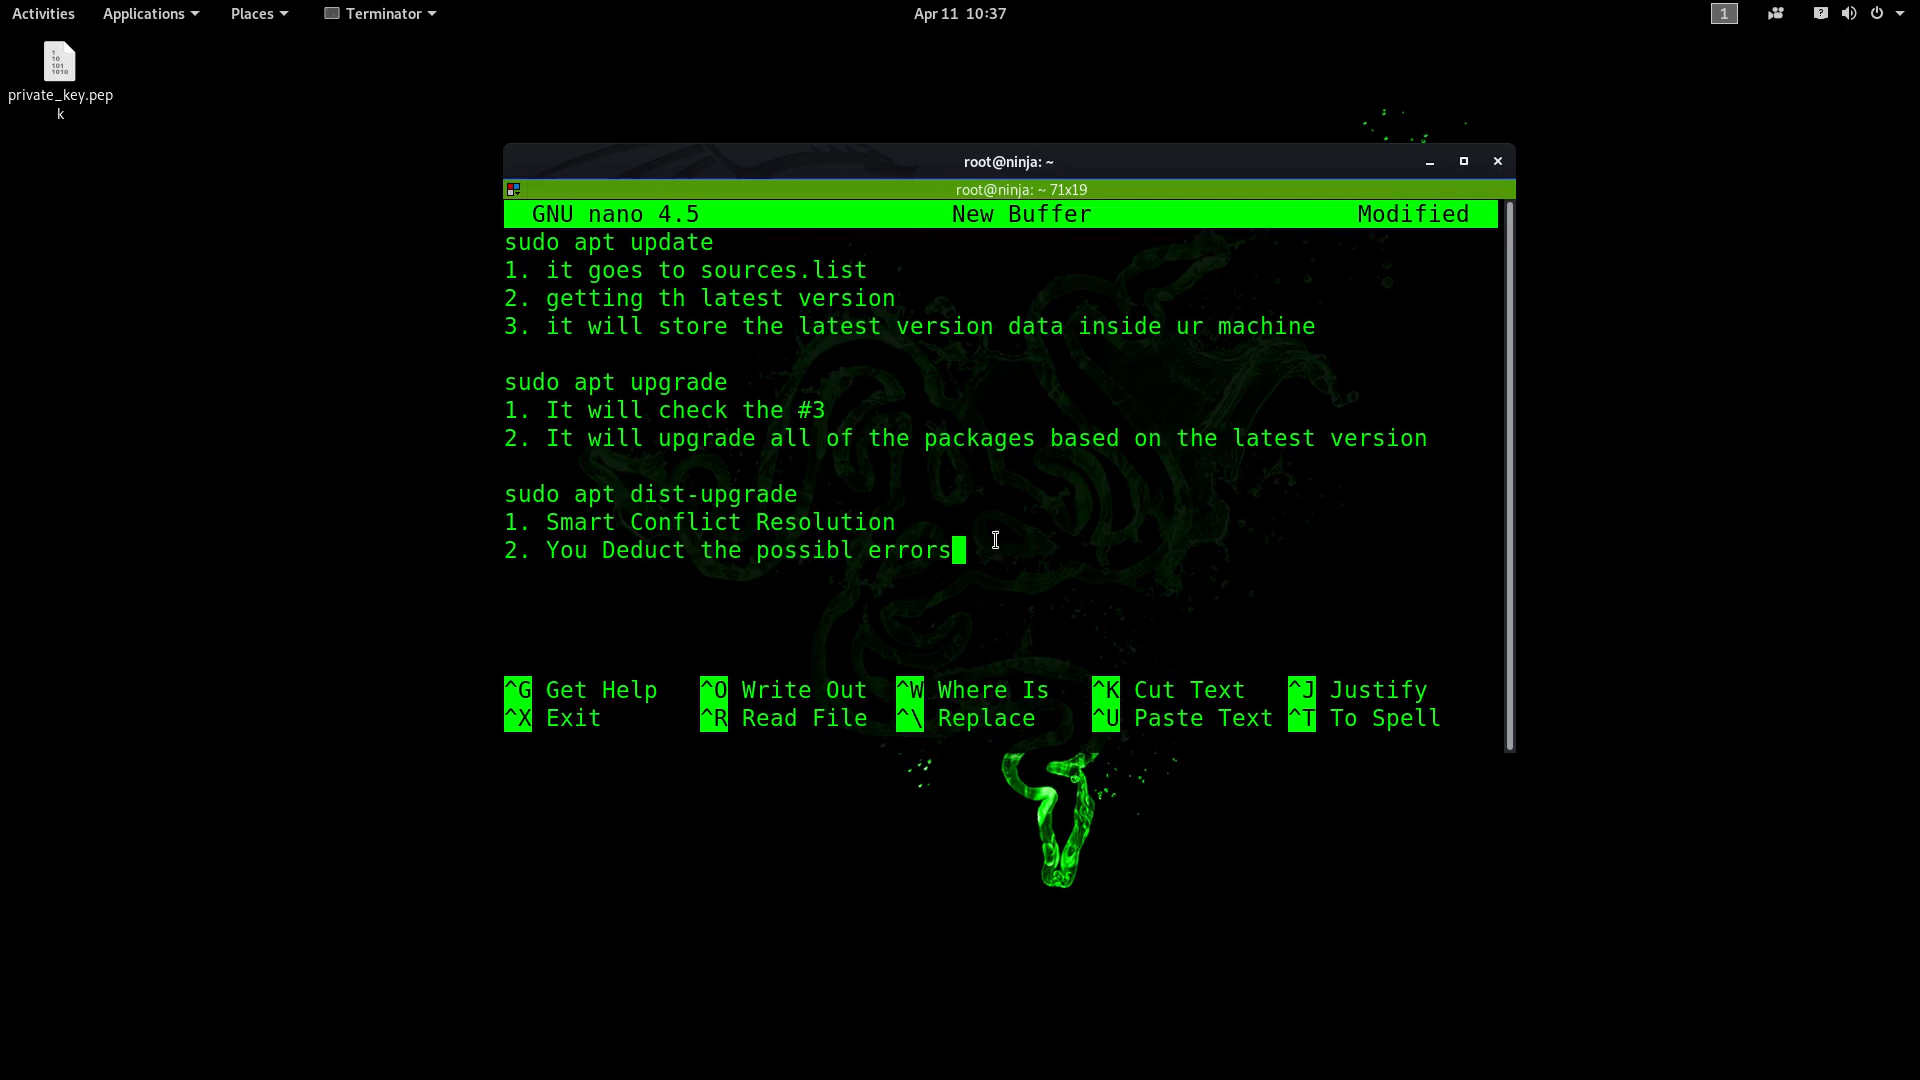 Activities Applications Places Terminator Apr 11 10:37 1
private_key.pep
k
root@ninja: ~
root@ninja: ~ 71x19
GNU nano 4.5 New Buffer Modified
sudo apt update
1. it goes to sources.list
2. getting th latest version
3. it will store the latest version data inside ur machine
sudo apt upgrade
1. It will check the #3
2. It will upgrade all of the packages based on the latest version
sudo apt dist-upgrade
1. Smart Conflict Resolution
2. You Deduct the possibl errors
^G Get Help ^O Write Out ^W Where Is ^K Cut Text ^J Justify
^X Exit ^R Read File ^\ Replace ^U Paste Text ^T To Spell